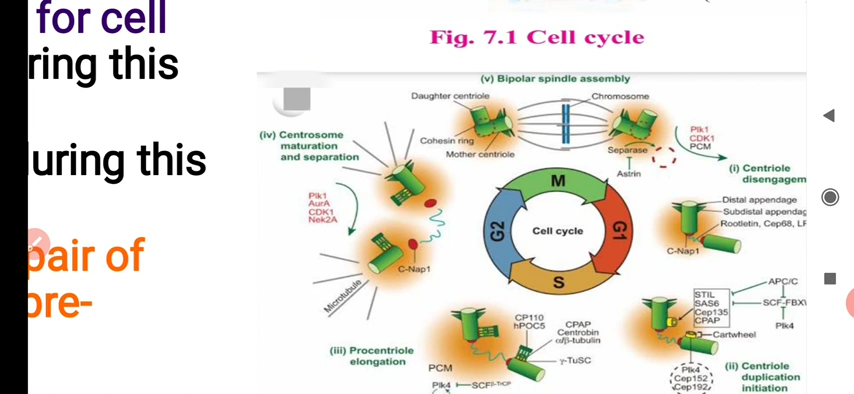 for cell
ring this
during this
pair of
pre-
Fig. 7.1 Cell cycle
(v) Bipolar spindle assembly
Daughter centriole
Chromosome
Cohesin ring
Mother centriole
Separase
Astrin
Plk1
CDK1
PCM
(iv) Centrosome
maturation
and separation
Plk1
AurA
CDK1
Nek2A
C-Nap1
Microtubule
(i) Centriole
disengagem
Distal appendage
Subdistal appendag
Rootletin, Cep68, LF
C-Nap1
M
G1
S
G2
Cell cycle
(iii) Procentriole
elongation
CP110
hPOC5
CPAP
Centrobin
α/β-tubulin
γ-TuSC
PCM
Plk4
SCFβ-TrCP
STIL
SAS6
Cep135
CPAP
APC/C
SCF-FBX
Plk4
Cartwheel
Plk4
Cep152
Cep192
(ii) Centriole
duplication
initiation